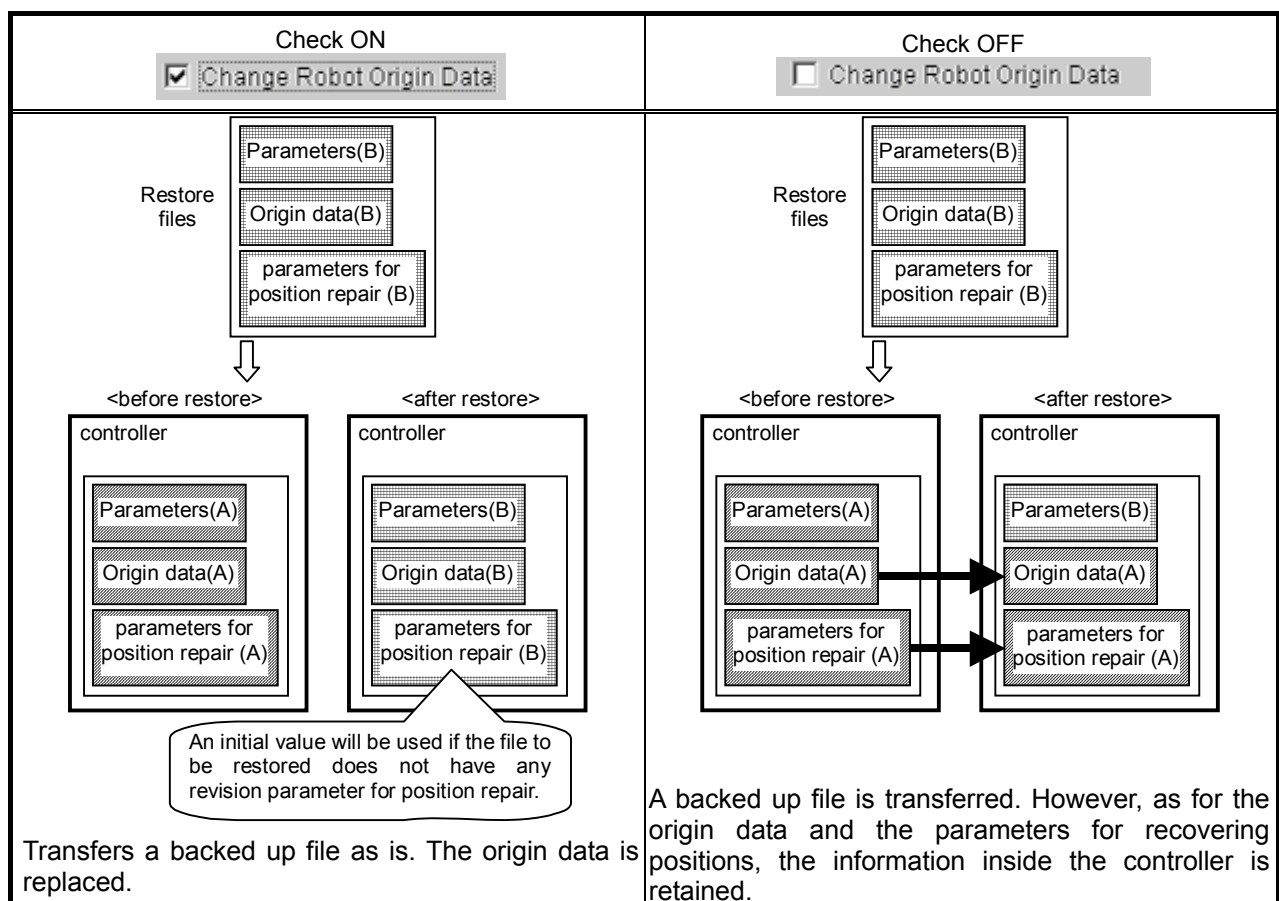 Check ON
Change Robot Origin Data
Restore
files
Parameters(B)
Origin data(B)
parameters for
position repair (B)
<before restore>
controller
Parameters(A)
Origin data(A)
parameters for
position repair (A)
<after restore>
controller
Parameters(B)
Origin data(B)
parameters for
position repair (B)
An initial value will be used if the file to
be restored does not have any
revision parameter for position repair.
Transfers a backed up file as is. The origin data is
replaced.
Check OFF
Change Robot Origin Data
Restore
files
Parameters(B)
Origin data(B)
parameters for
position repair (B)
<before restore>
controller
Parameters(A)
Origin data(A)
parameters for
position repair (A)
<after restore>
controller
Parameters(B)
Origin data(A)
parameters for
position repair (A)
A backed up file is transferred. However, as for the
origin data and the parameters for recovering
positions, the information inside the controller is
retained.